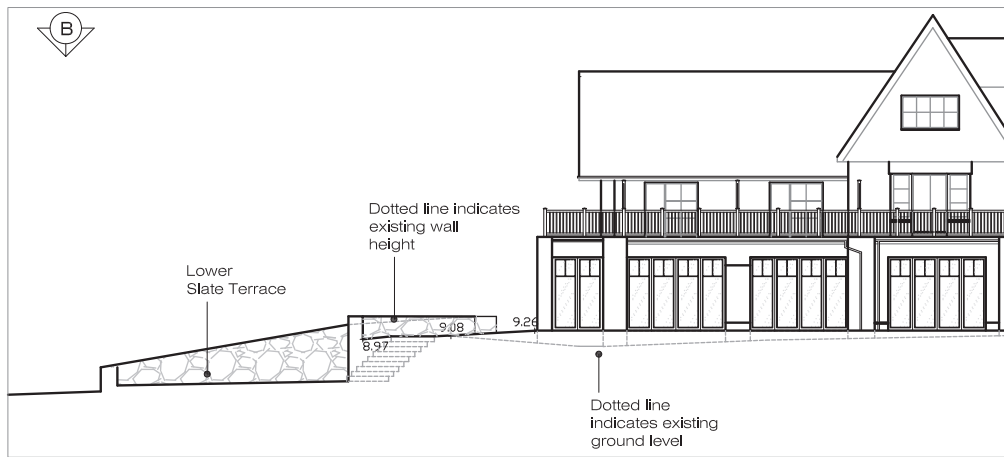 B
Dotted line indicates
existing wall
height
Lower
Slate Terrace
9.08
9.26
8.97
Dotted line
indicates existing
ground level